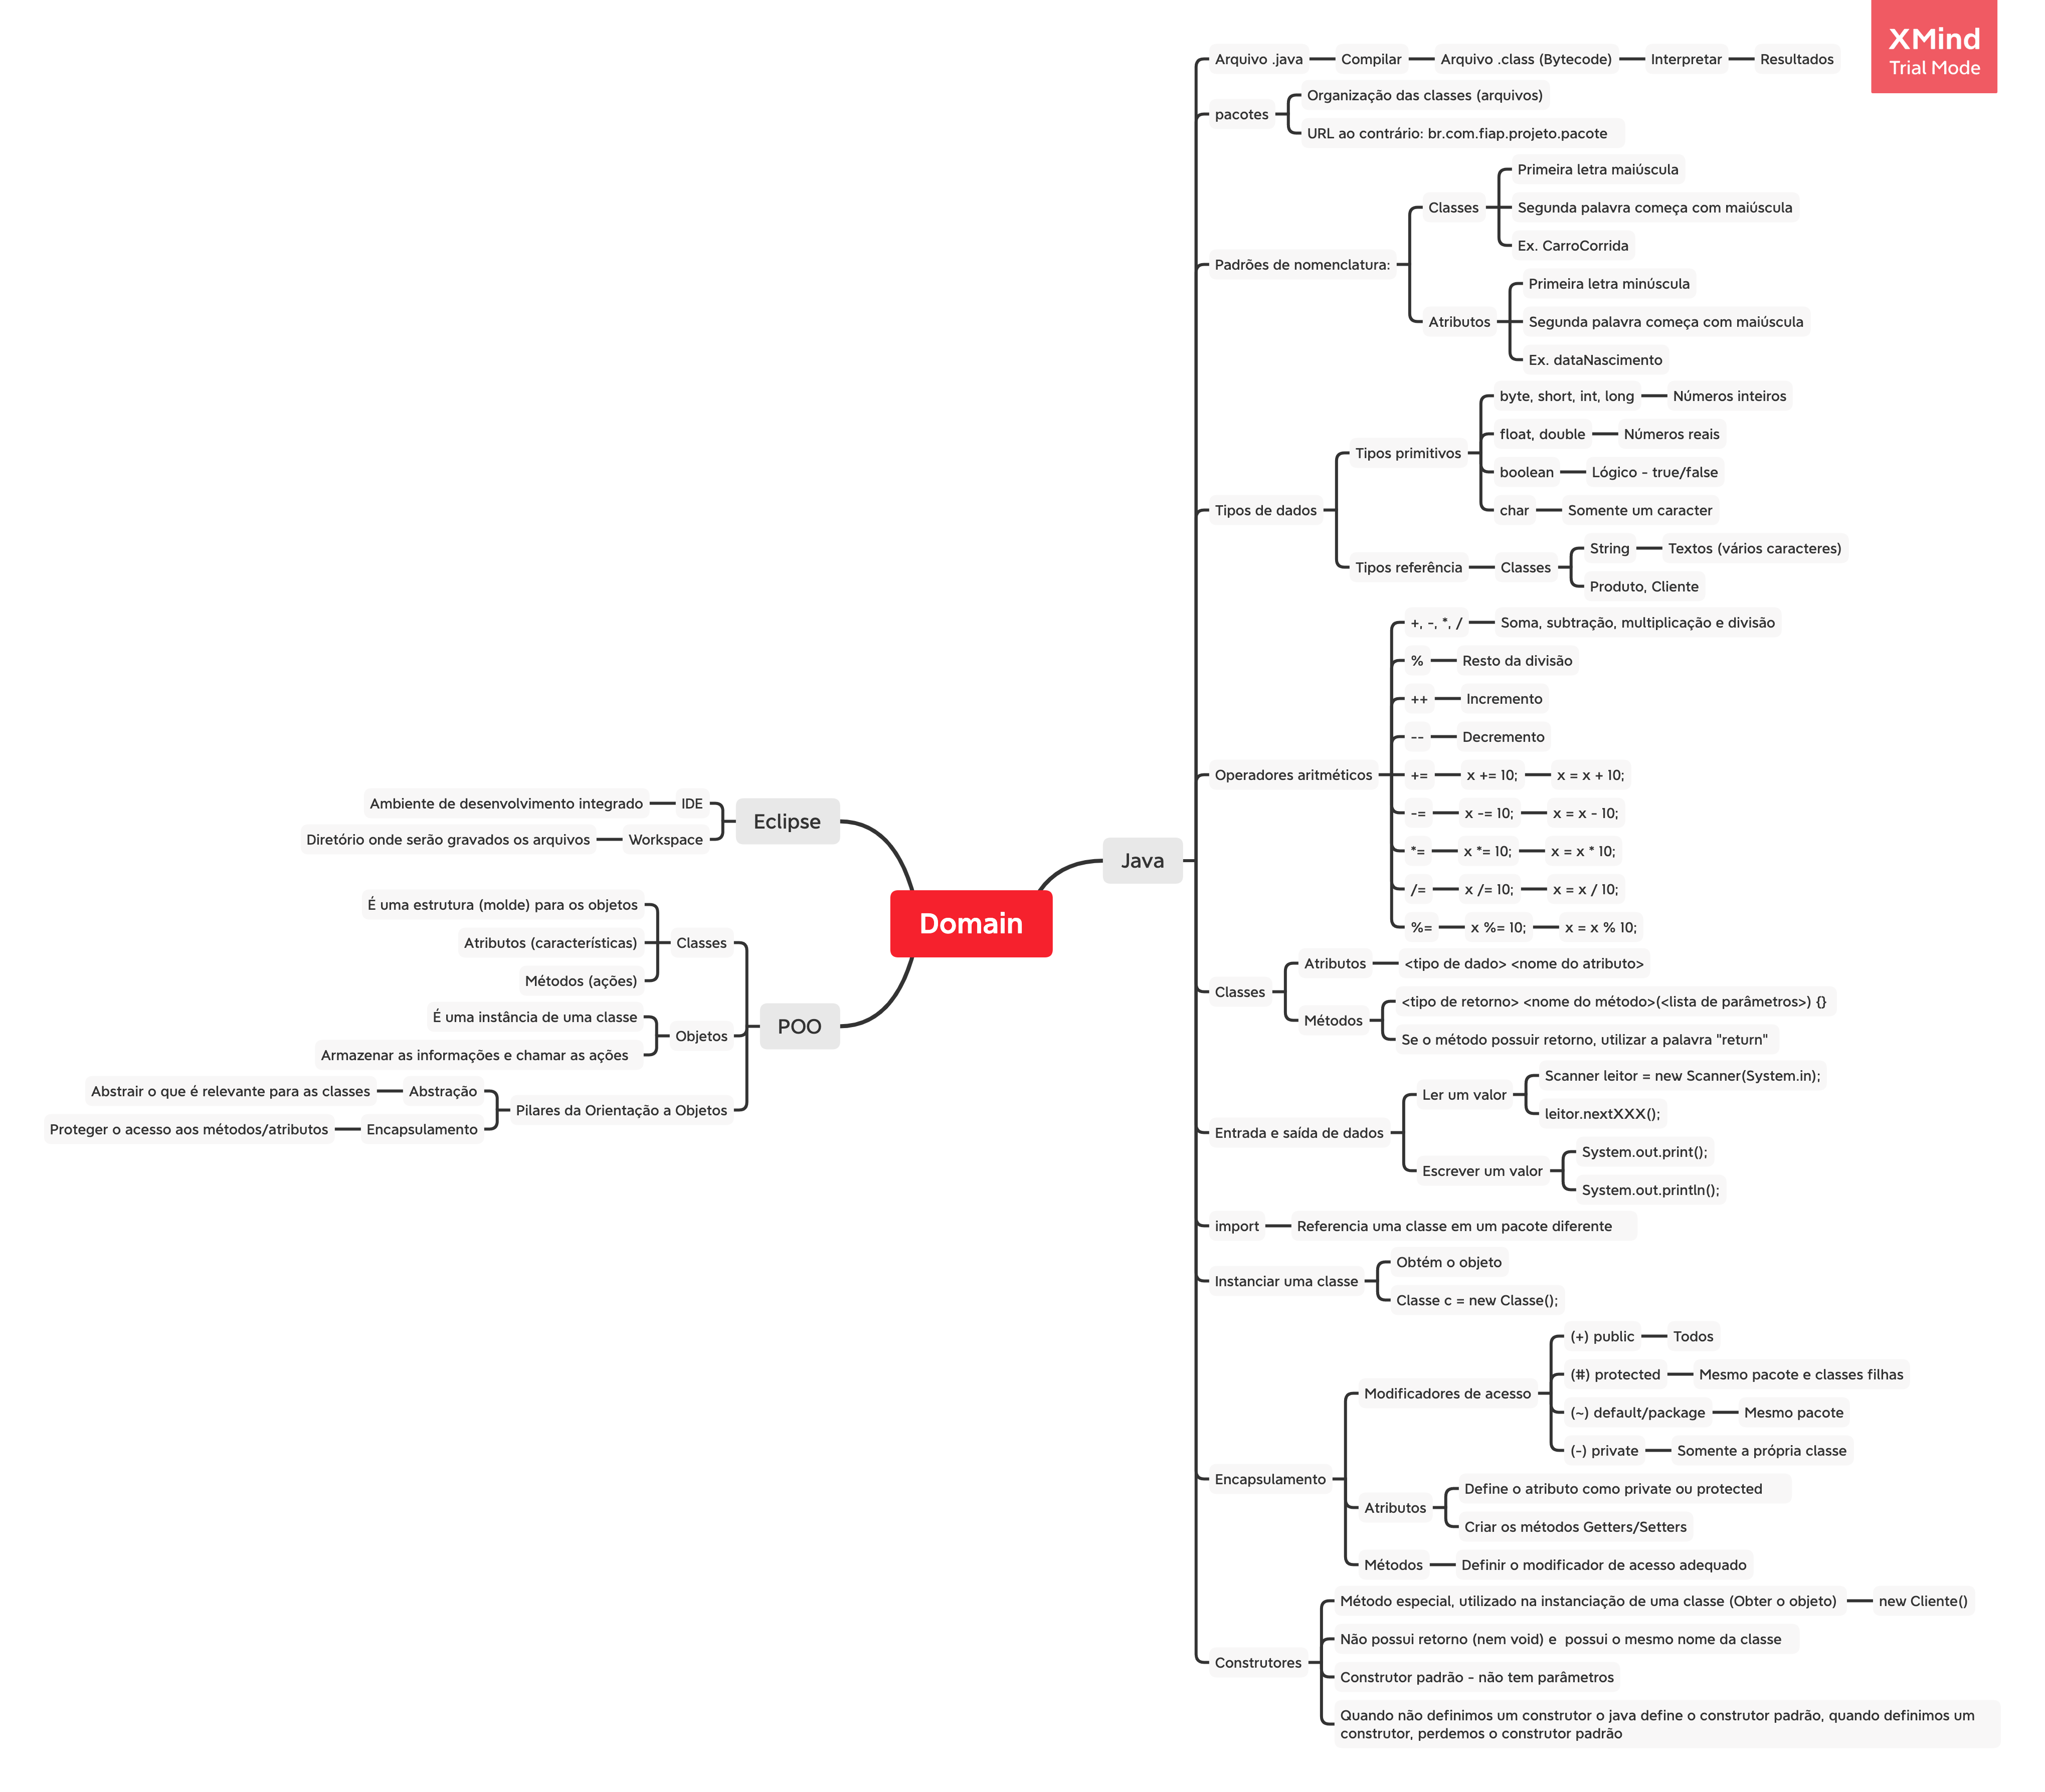 XMind
Trial Mode
Arquivo .java
Compilar
Arquivo .class (Bytecode)
Interpretar
Resultados
pacotes
Organização das classes (arquivos)
URL ao contrário: br.com.fiap.projeto.pacote
Padrões de nomenclatura:
Classes
Primeira letra maiúscula
Segunda palavra começa com maiúscula
Ex. CarroCorrida
Atributos
Primeira letra minúscula
Segunda palavra começa com maiúscula
Ex. dataNascimento
Tipos de dados
Tipos primitivos
byte, short, int, long
Números inteiros
float, double
Números reais
boolean
Lógico - true/false
char
Somente um caracter
Tipos referência
Classes
String
Textos (vários caracteres)
Produto, Cliente
Operadores aritméticos
+, -, *, /
Soma, subtração, multiplicação e divisão
%
Resto da divisão
++
Incremento
--
Decremento
+=
x += 10;
x = x + 10;
-=
x -= 10;
x = x - 10;
*=
x *= 10;
x = x * 10;
/=
x /= 10;
x = x / 10;
%=
x %= 10;
x = x % 10;
Java
Classes
Atributos
<tipo de dado> <nome do atributo>
Métodos
<tipo de retorno> <nome do método>(<lista de parâmetros>) {}
Se o método possuir retorno, utilizar a palavra "return"
Entrada e saída de dados
Ler um valor
Scanner leitor = new Scanner(System.in);
leitor.nextXXX();
Escrever um valor
System.out.print();
System.out.println();
import
Referencia uma classe em um pacote diferente
Instanciar uma classe
Obtém o objeto
Classe c = new Classe();
Encapsulamento
Modificadores de acesso
(+) public
Todos
(#) protected
Mesmo pacote e classes filhas
(~) default/package
Mesmo pacote
(-) private
Somente a própria classe
Atributos
Define o atributo como private ou protected
Criar os métodos Getters/Setters
Métodos
Definir o modificador de acesso adequado
Construtores
Método especial, utilizado na instanciação de uma classe (Obter o objeto)
new Cliente()
Não possui retorno (nem void) e  possui o mesmo nome da classe
Construtor padrão - não tem parâmetros
Quando não definimos um construtor o java define o construtor padrão, quando definimos um
construtor, perdemos o construtor padrão
Domain
Eclipse
IDE
Ambiente de desenvolvimento integrado
Workspace
Diretório onde serão gravados os arquivos
POO
Classes
É uma estrutura (molde) para os objetos
Atributos (características)
Métodos (ações)
Objetos
É uma instância de uma classe
Armazenar as informações e chamar as ações
Pilares da Orientação a Objetos
Abstração
Abstrair o que é relevante para as classes
Encapsulamento
Proteger o acesso aos métodos/atributos